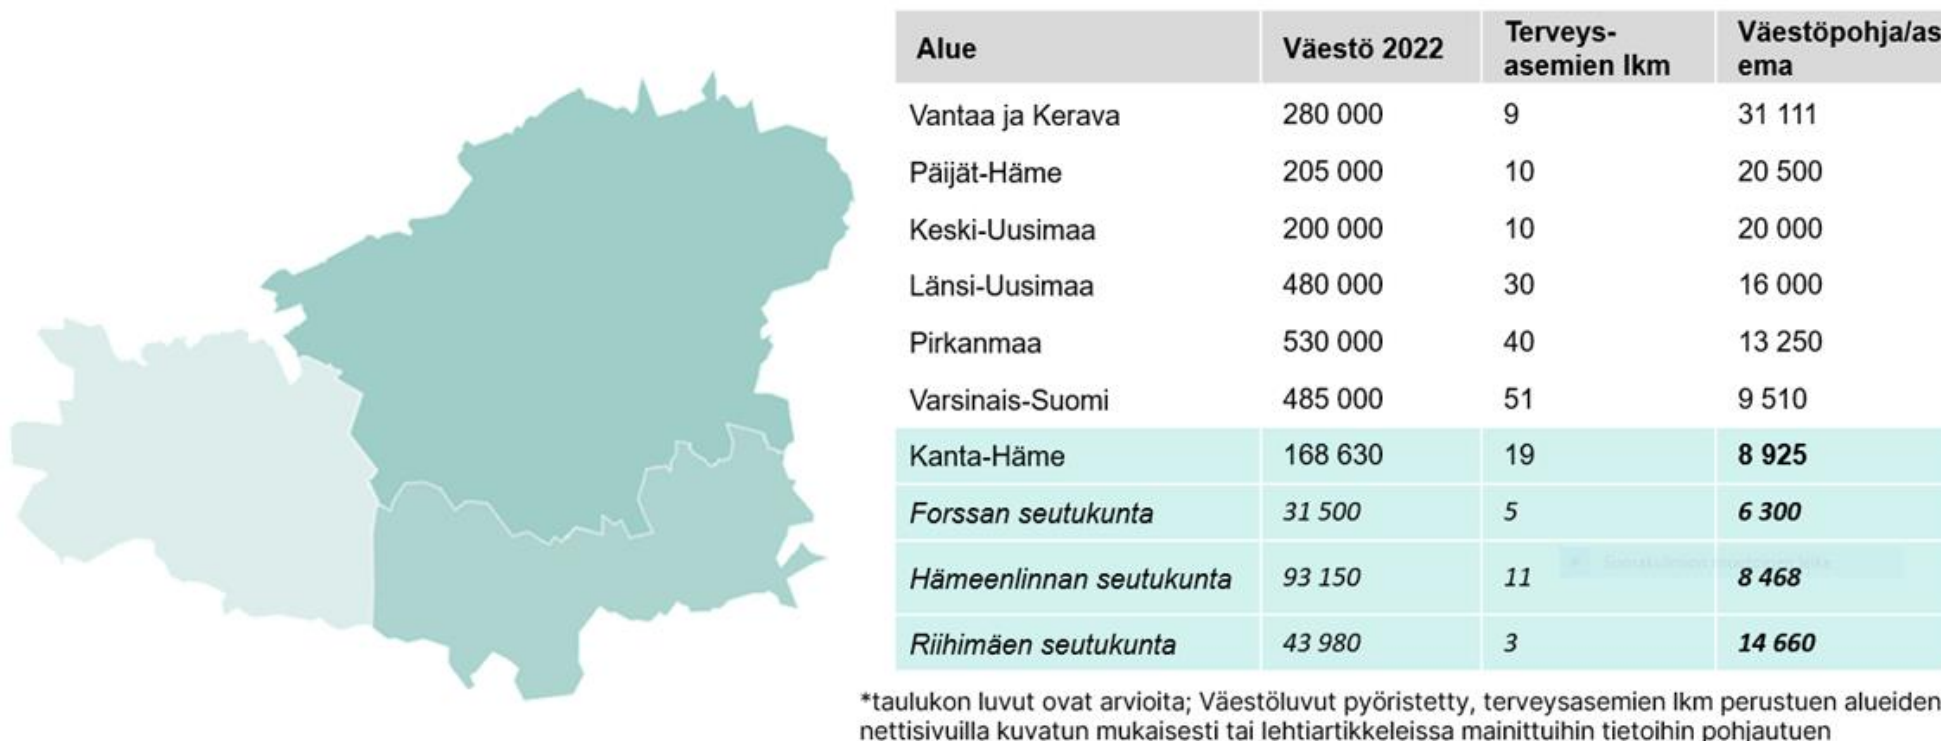 Alue Väestö 2022 Terveys-asemien lkm Väestöpohja/as ema
Vantaa ja Kerava 280 000 9 31 111
Päijät-Häme 205 000 10 20 500
Keski-Uusimaa 200 000 10 20 000
Länsi-Uusimaa 480 000 30 16 000
Pirkanmaa 530 000 40 13 250
Varsinais-Suomi 485 000 51 9 510
Kanta-Häme 168 630 19 8 925
Forssan seutukunta 31 500 5 6 300
Hämeenlinnan seutukunta 93 150 11 8 468
Riihimäen seutukunta 43 980 3 14 660
*taulukon luvut ovat arvioita; Väestöluvut pyöristetty, terveysasemien lkm perustuen alueiden
nettisivuilla kuvatun mukaisesti tai lehtiartikkeleissa mainittuihin tietoihin pohjautuen